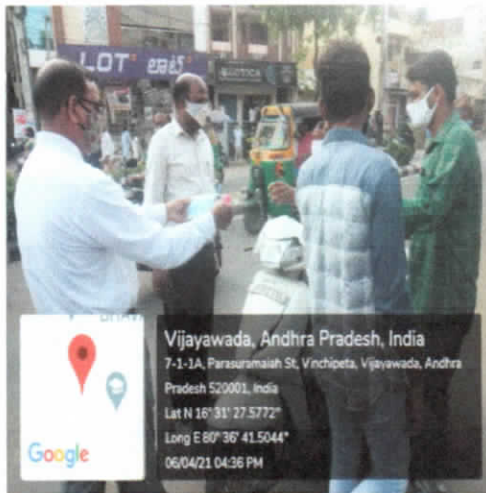 LOT లాట్
BHAV
Vijayawada, Andhra Pradesh, India
7-1-1A, Parasuramaiah St, Vinchipeta, Vijayawada, Andhra
Pradesh 520001, India
Lat N 16° 31' 27.5772"
Long E 80° 36' 41.5044"
06/04/21 04:36 PM
Google